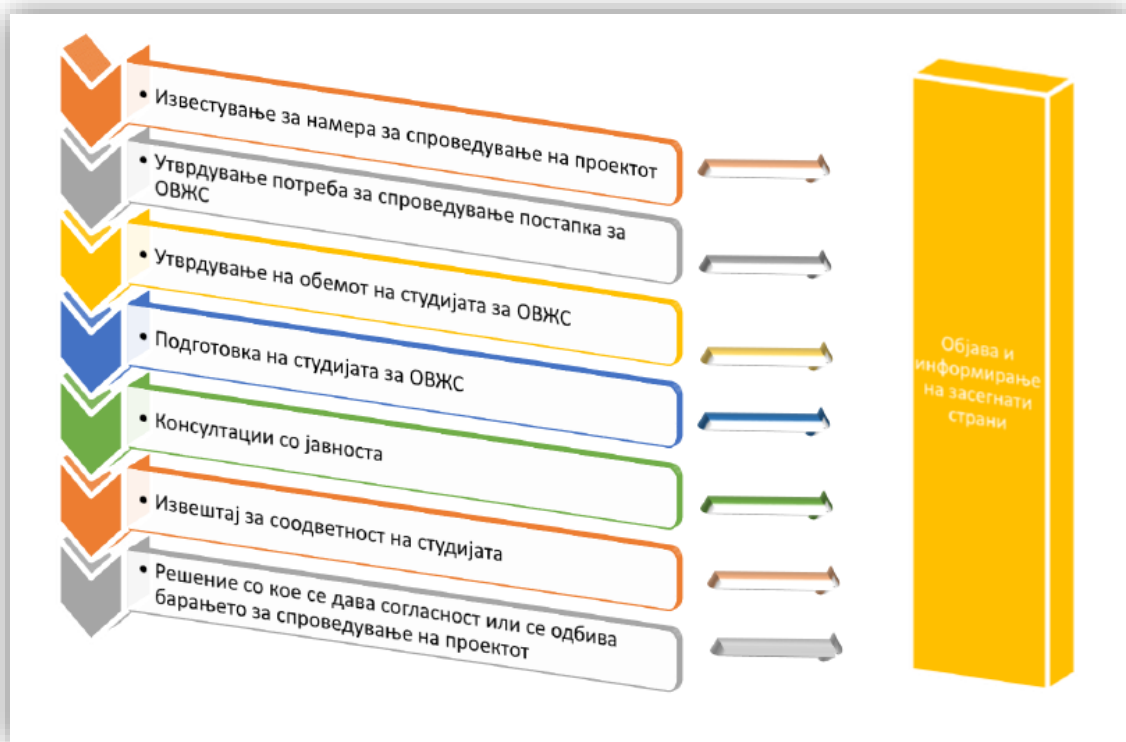 • Известување за намера за спроведување на проектот
• Утврдување потреба за спроведување постапка за
ОВЖС
• Утврдување на обемот на студијата за ОВЖС
• Подготовка на студијата за ОВЖС
• Консултации со јавноста
• Извештај за соодветност на студијата
• Решение со кое се дава согласност или се одбива
барањето за спроведување на проектот
Објава и
информирање
на засегнати
страни